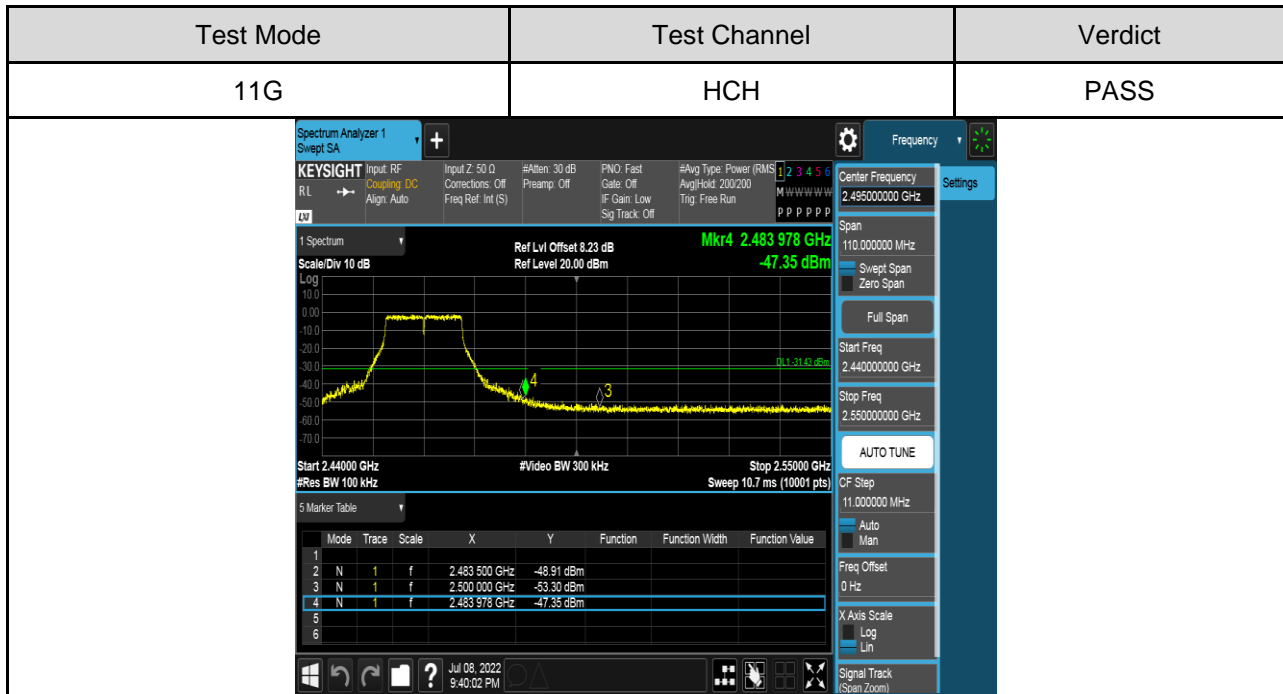 Test Mode Test Channel Verdict
11G HCH PASS
Spectrum Analyzer 1
Swept SA
+
Frequency
KEYSIGHT Input: RF Input Z: 50 Ω #Atten: 30 dB PNO: Fast #Avg Type: Power (RMS 1 2 3 4 5 6
RL Coupling: DC Corrections: Off Preamp: Off Gate: Off Avg|Hold: 200/200 M W W W W W
Align: Auto Freq Ref: Int (S) IF Gain: Low Trig: Free Run
LXI Sig Track: Off P P P P P P
Center Frequency
2.495000000 GHz
Settings
Span
110.000000 MHz
Swept Span
Zero Span
Full Span
Start Freq
2.440000000 GHz
Stop Freq
2.550000000 GHz
AUTO TUNE
CF Step
11.000000 MHz
Auto
Man
Freq Offset
0 Hz
X Axis Scale
Log
Lin
Signal Track
(Span Zoom)
1 Spectrum Ref Lvl Offset 8.23 dB Mkr4 2.483 978 GHz
Scale/Div 10 dB Ref Level 20.00 dBm -47.35 dBm
Log
10.0
0.00
-10.0
-20.0
DL1 -31.43 dBm
-30.0
-40.0
4
3
-50.0
-60.0
-70.0
Start 2.44000 GHz #Video BW 300 kHz Stop 2.55000 GHz
#Res BW 100 kHz Sweep 10.7 ms (10001 pts)
5 Marker Table
Mode Trace Scale X Y Function Function Width Function Value
1
2 N 1 f 2.483 500 GHz -48.91 dBm
3 N 1 f 2.500 000 GHz -53.30 dBm
4 N 1 f 2.483 978 GHz -47.35 dBm
5
6
? Jul 08, 2022
9:40:02 PM